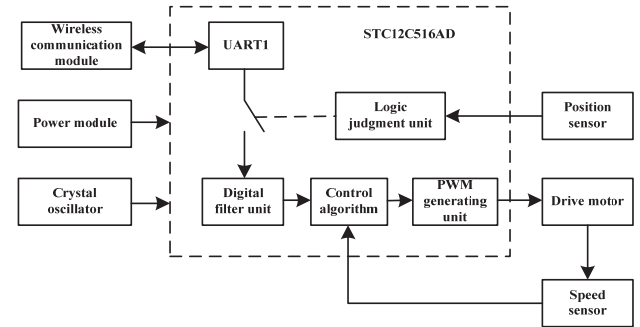 Wireless
communication
module
UART1
STC12C516AD
Power module
Logic
judgment unit
Position
sensor
Crystal
oscillator
Digital
filter unit
Control
algorithm
PWM
generating
unit
Drive motor
Speed
sensor